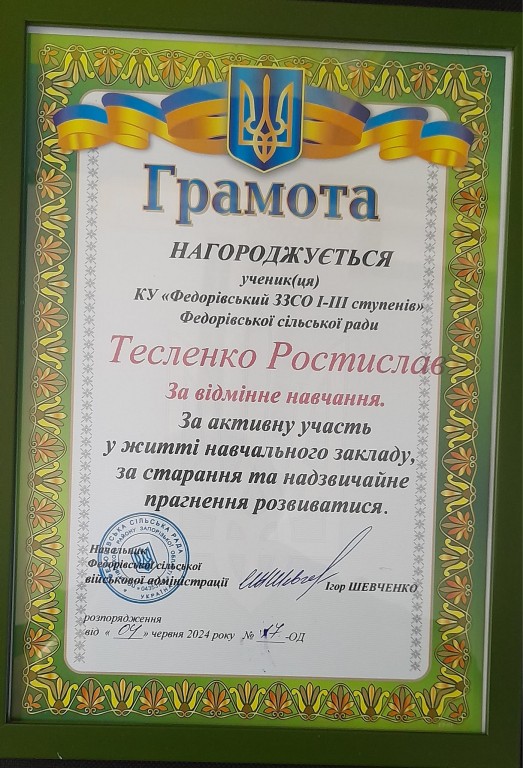 Грамота
НАГОРОДЖУЄТЬСЯ
ученик(ця)
КУ «Федорівський ЗЗСО І-ІІІ ступенів»
Федорівської сільської ради
Тесленко Ростислав
За відмінне навчання.
За активну участь
у житті навчального закладу,
за старання та надзвичайне
прагнення розвиватися.
Начальник
Федорівської сільської
військової адміністрації
Ігор ШЕВЧЕНКО
розпорядження
від « 04 » червня 2024 року № 17 -ОД